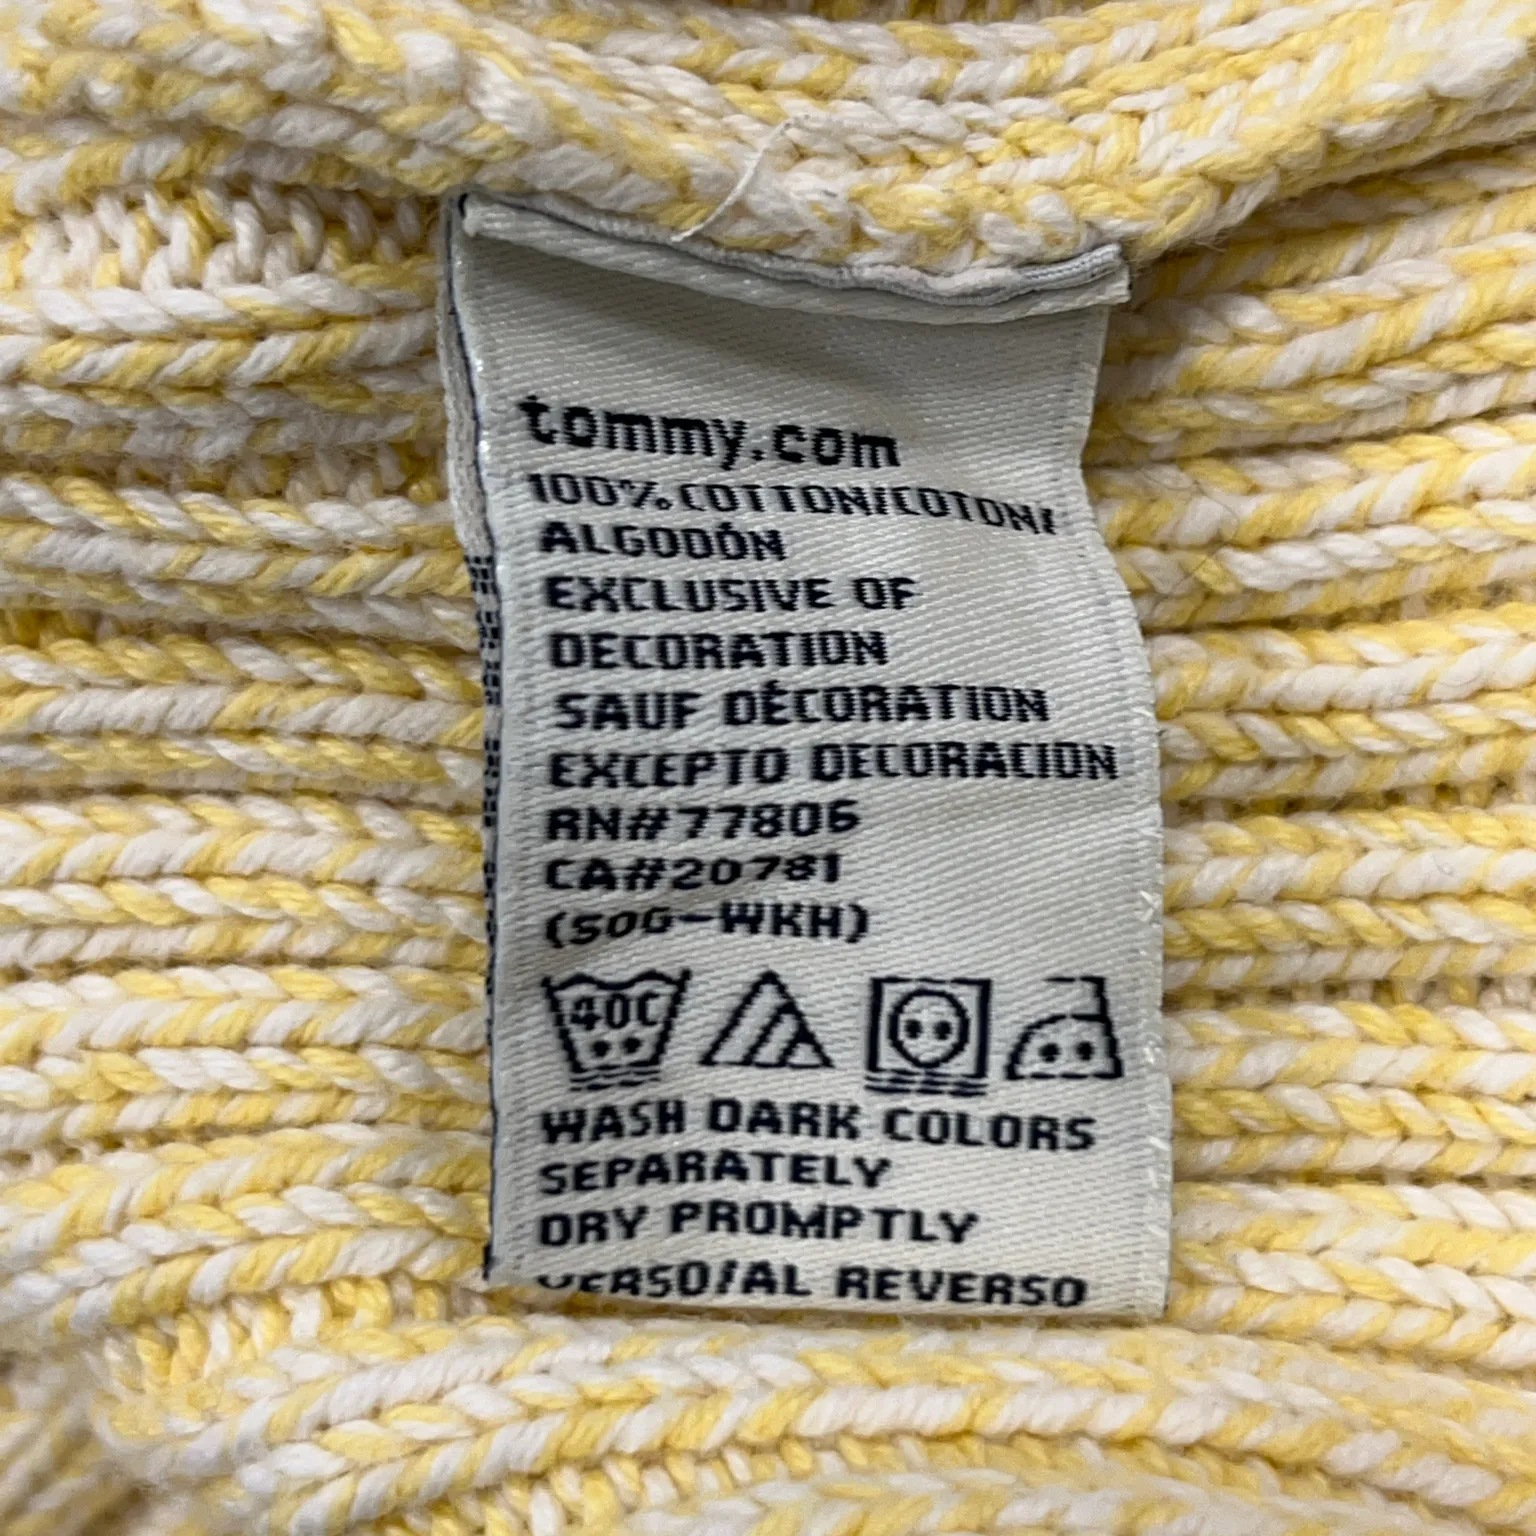 tommy.com
100% COTTON/COTON/
ALGODÓN
EXCLUSIVE OF
DECORATION
SAUF DÉCORATION
EXCEPTO DECORACION
RN#77806
CA#20781
(SOG-WKH)
40C
WASH DARK COLORS
SEPARATELY
DRY PROMPTLY
VERSO/AL REVERSO